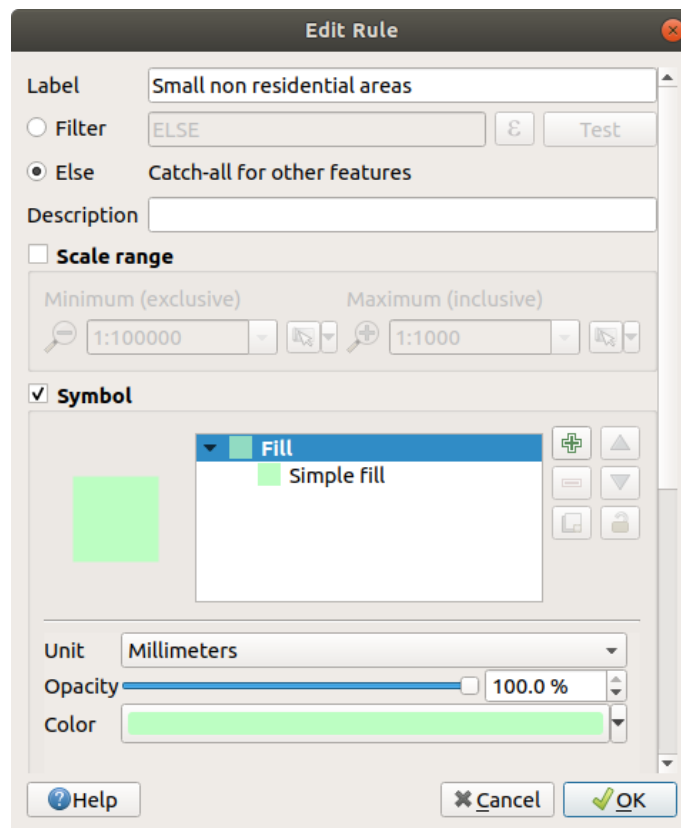 Edit Rule
Label Small non residential areas
Filter ELSE ε Test
Else Catch-all for other features
Description
Scale range
Minimum (exclusive) Maximum (inclusive)
1:100000 1:1000
Symbol
Fill
Simple fill
Unit Millimeters
Opacity 100.0 %
Color
Help Cancel OK